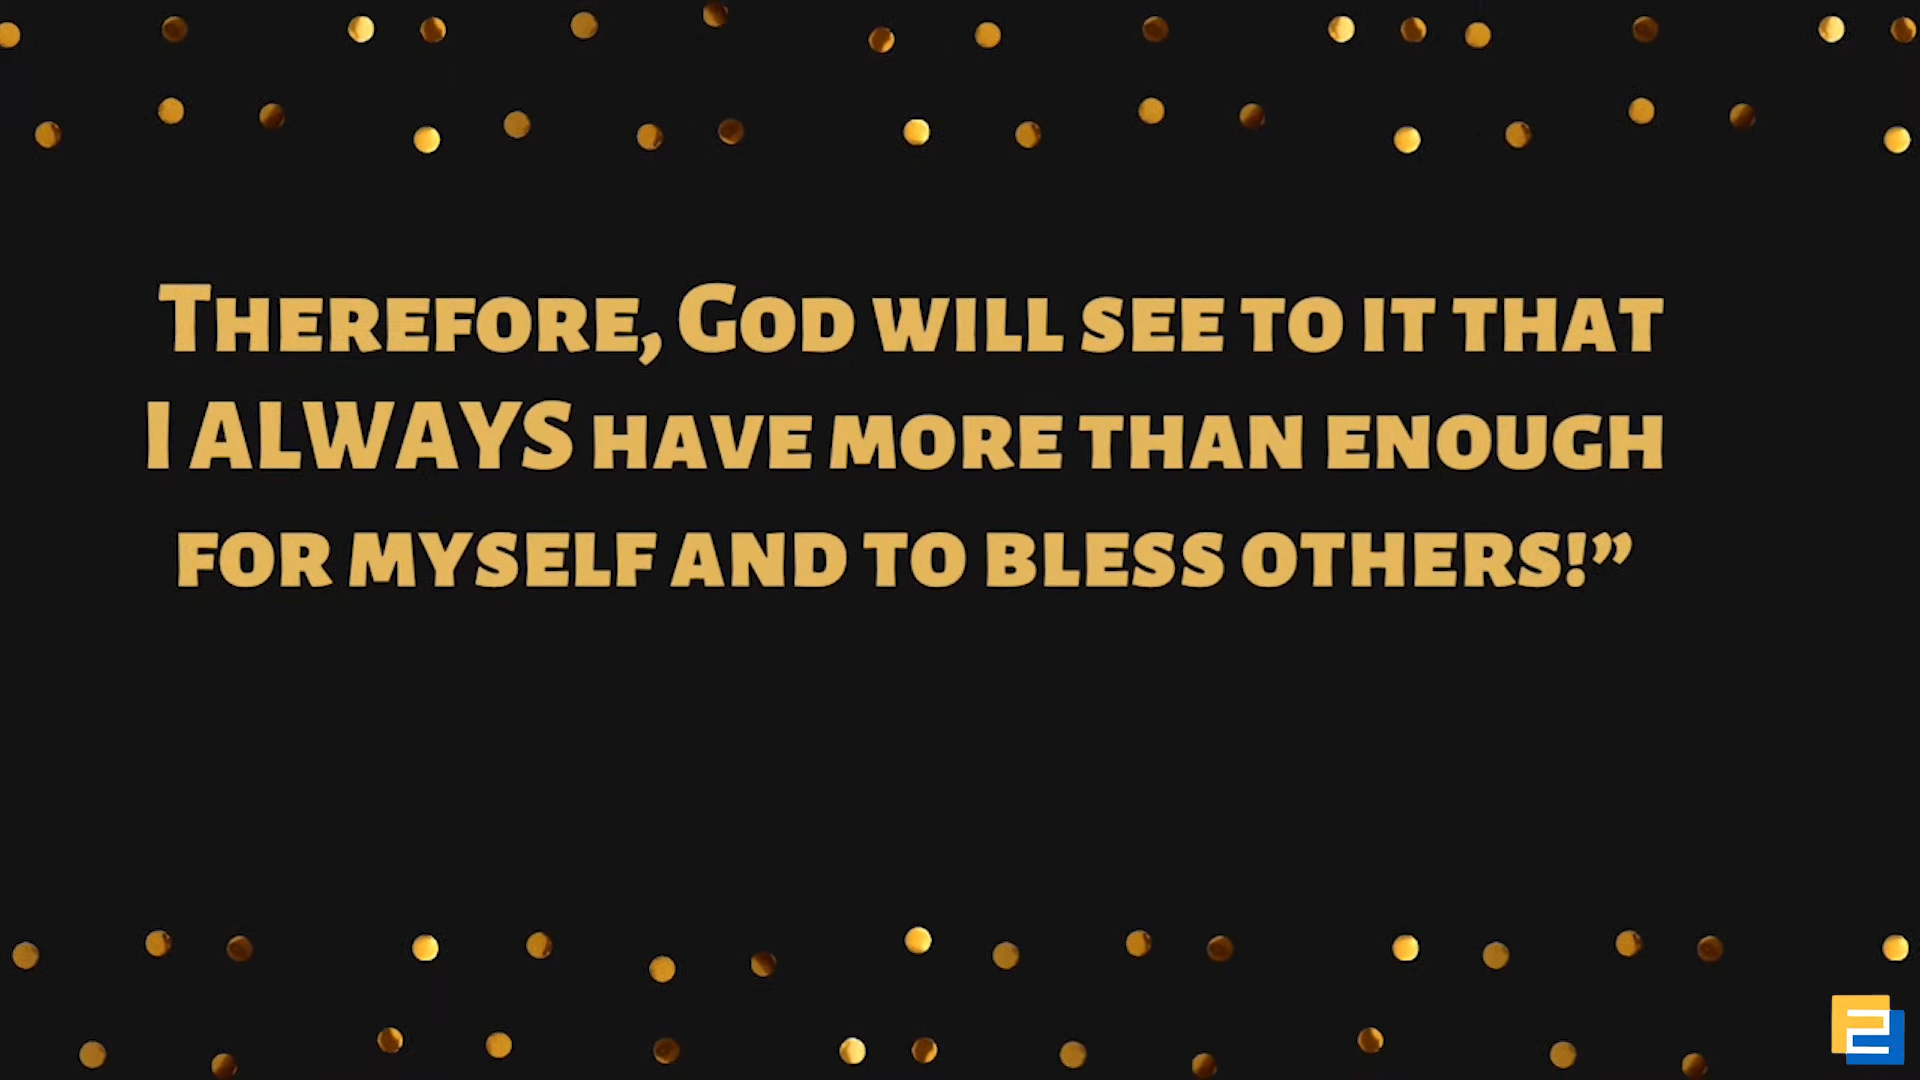 Therefore, God will see to it that
I ALWAYS have more than enough
for myself and to bless others!”